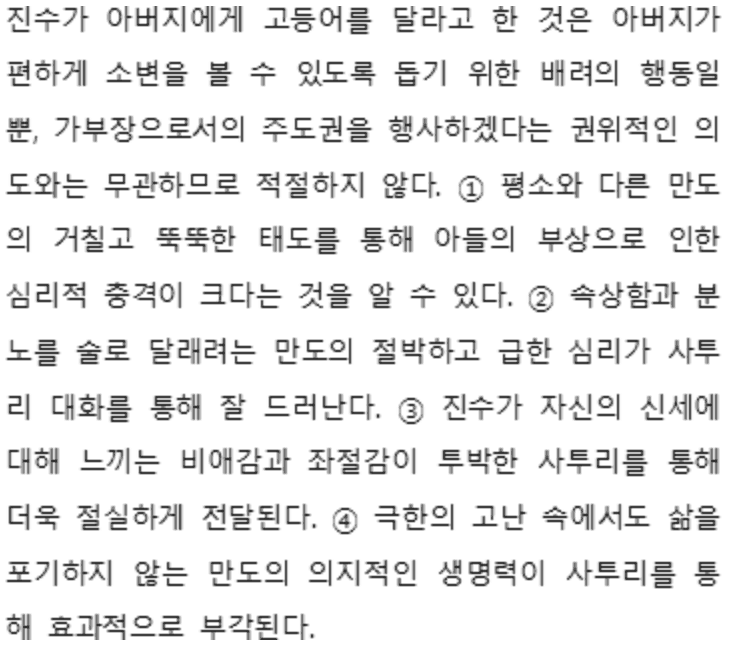 진수가 아버지에게 고등어를 달라고 한 것은 아버지가
편하게 소변을 볼 수 있도록 돕기 위한 배려의 행동일
뿐, 가부장으로서의 주도권을 행사하겠다는 권위적인 의
도와는 무관하므로 적절하지 않다. ① 평소와 다른 만도
의 거칠고 뚝뚝한 태도를 통해 아들의 부상으로 인한
심리적 충격이 크다는 것을 알 수 있다. ② 속상함과 분
노를 술로 달래려는 만도의 절박하고 급한 심리가 사투
리 대화를 통해 잘 드러난다. ③ 진수가 자신의 신세에
대해 느끼는 비애감과 좌절감이 투박한 사투리를 통해
더욱 절실하게 전달된다. ④ 극한의 고난 속에서도 삶을
포기하지 않는 만도의 의지적인 생명력이 사투리를 통
해 효과적으로 부각된다.